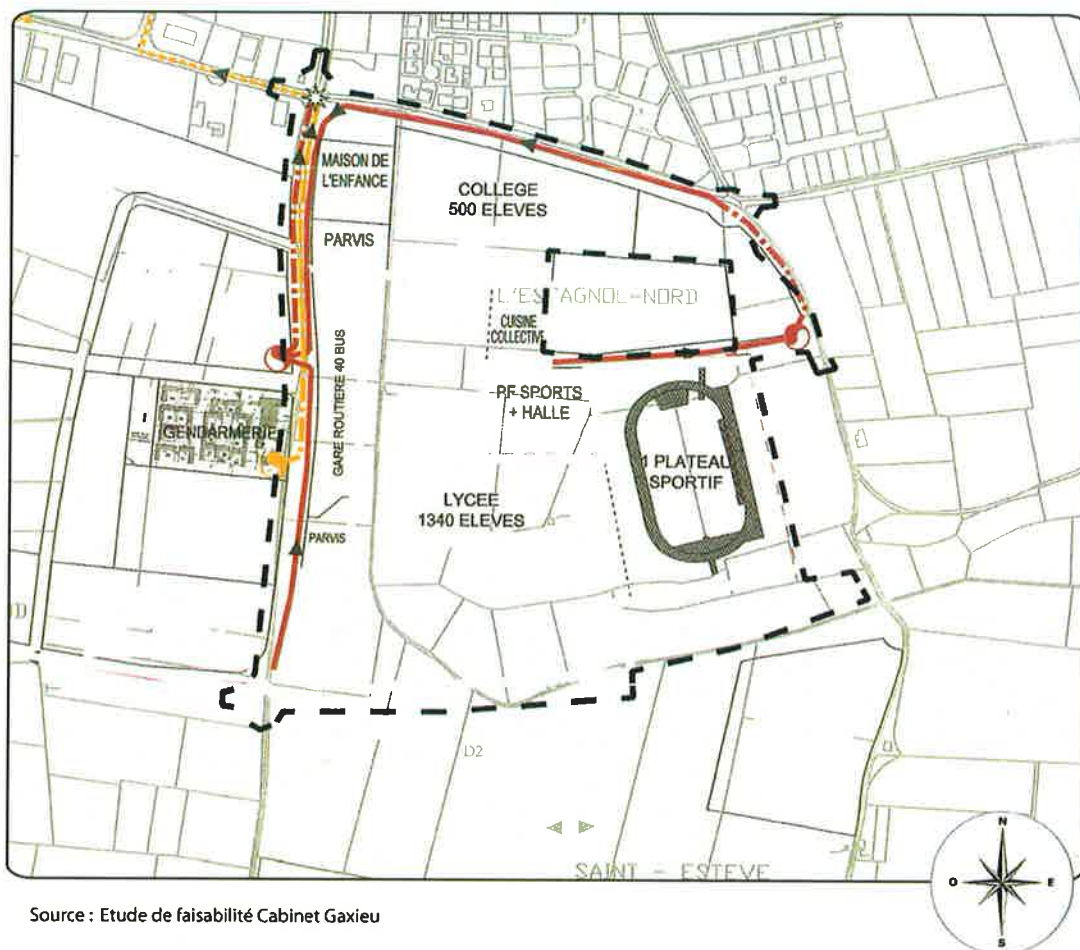 MAISON DE
L'ENFANCE
COLLEGE
500 ELEVES
PARVIS
L'ESTAGNOL-NORD
CUISINE
COLLECTIVE
PF SPORTS
+ HALLE
GENDARMERIE
GARE ROUTIERE 40 BUS
1 PLATEAU
SPORTIF
LYCEE
1340 ELEVES
PARVIS
D2
SAINT - ESTEVE
N
O
E
S
Source : Etude de faisabilité Cabinet Gaxieu